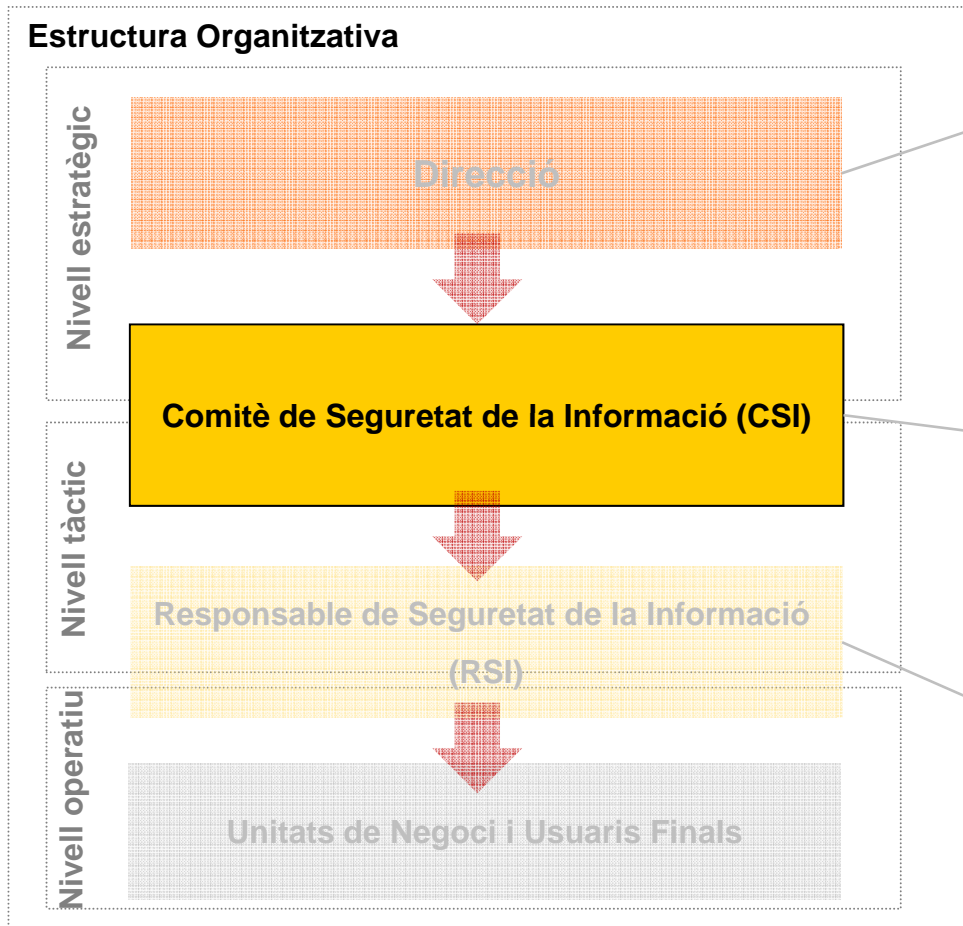 Estructura Organitzativa
Nivell estratègic
Direcció
Comitè de Seguretat de la Informació (CSI)
Nivell tàctic
Responsable de Seguretat de la Informació
(RSI)
Nivell operatiu
Unitats de Negoci i Usuaris Finals